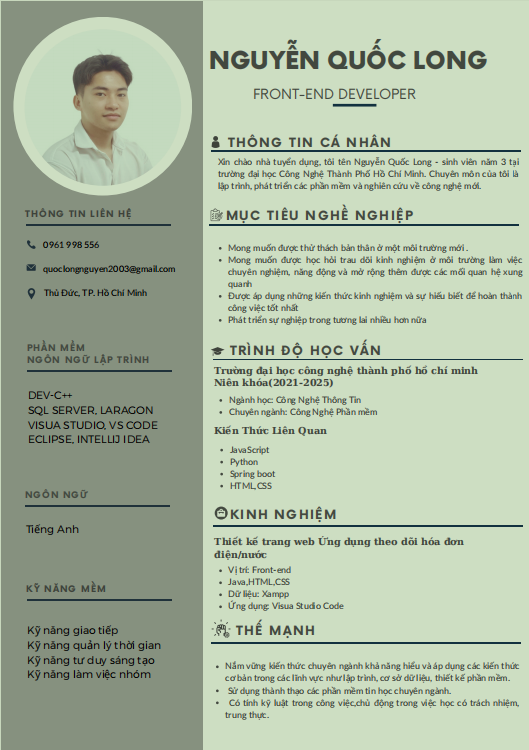 NGUYỄN QUỐC LONG
FRONT-END DEVELOPER
THÔNG TIN LIÊN HỆ
0961 998 556
quoclongnguyen2003@gmail.com
Thủ Đức, TP. Hồ Chí Minh
PHẦN MỀM
NGÔN NGỮ LẬP TRÌNH
DEV-C++
SQL SERVER, LARAGON
VISUA STUDIO, VS CODE
ECLIPSE, INTELLIJ IDEA
NGÔN NGỮ
Tiếng Anh
KỸ NĂNG MỀM
Kỹ năng giao tiếp
Kỹ năng quản lý thời gian
Kỹ năng tư duy sáng tạo
Kỹ năng làm việc nhóm
THÔNG TIN CÁ NHÂN
Xin chào nhà tuyển dụng, tôi tên Nguyễn Quốc Long - sinh viên năm 3 tại
trường đại học Công Nghệ Thành Phố Hồ Chí Minh. Chuyên môn của tôi là
lập trình, phát triển các phần mềm và nghiên cứu về công nghệ mới.
MỤC TIÊU NGHỀ NGHIỆP
• Mong muốn được thử thách bản thân ở một môi trường mới .
• Mong muốn được học hỏi trau dồi kinh nghiệm ở môi trường làm việc
chuyên nghiệm, năng động và mở rộng thêm được các mối quan hệ xung
quanh
• Được áp dụng những kiến thức kinh nghiệm và sự hiểu biết để hoàn thành
công việc tốt nhất
• Phát triển sự nghiệp trong tương lai nhiều hơn nữa
TRÌNH ĐỘ HỌC VẤN
Trường đại học công nghệ thành phố hồ chí minh
Niên khóa(2021-2025)
• Ngành học: Công Nghệ Thông Tin
• Chuyên ngành: Công Nghệ Phần mềm
Kiến Thức Liên Quan
• JavaScript
• Python
• Spring boot
• HTML,CSS
KINH NGHIỆM
Thiết kế trang web Ứng dụng theo dõi hóa đơn
điện/nước
• Vị trí: Front-end
• Java,HTML,CSS
• Dữ liệu: Xampp
• Ứng dụng: Visua Studio Code
THẾ MẠNH
• Nắm vững kiến thức chuyên ngành khả năng hiểu và áp dụng các kiến thức
cơ bản trong các lĩnh vực như lập trình, cơ sở dữ liệu, thiết kế phần mềm.
• Sử dụng thành thạo các phần mềm tin học chuyên ngành.
• Có tính kỹ luật trong công việc,chủ động trong việc học có trách nhiệm,
trung thực.